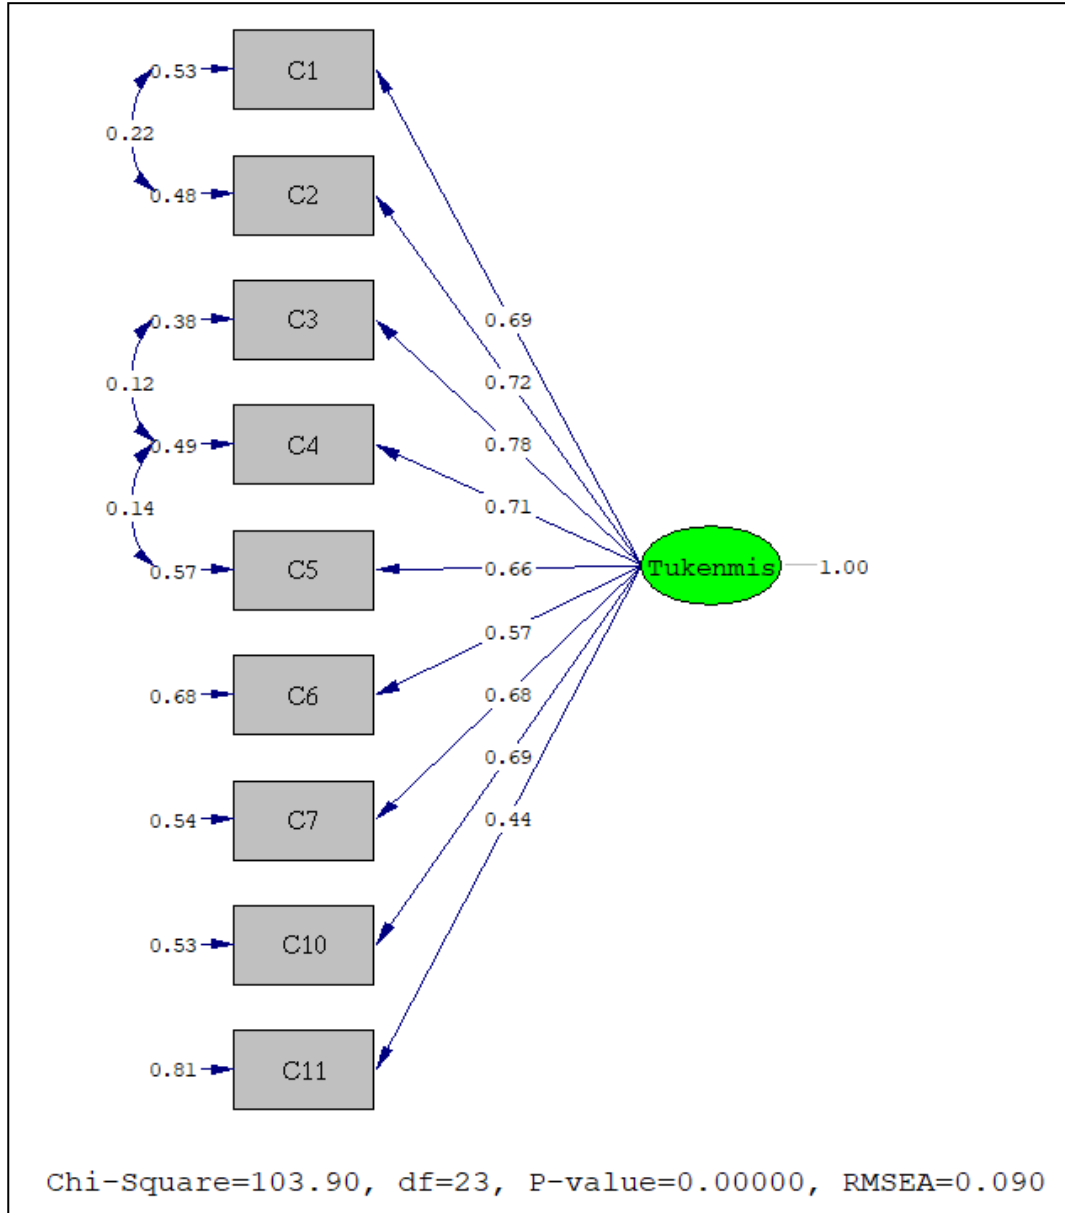 0.53 C1
0.22
0.48 C2
0.38 C3
0.69
0.12
0.72
0.49 C4
0.78
0.14
0.71
0.57 C5
0.66
Tukenmis 1.00
0.57
0.68 C6
0.68
0.69
0.54 C7
0.44
0.53 C10
0.81 C11
Chi-Square=103.90, df=23, P-value=0.00000, RMSEA=0.090